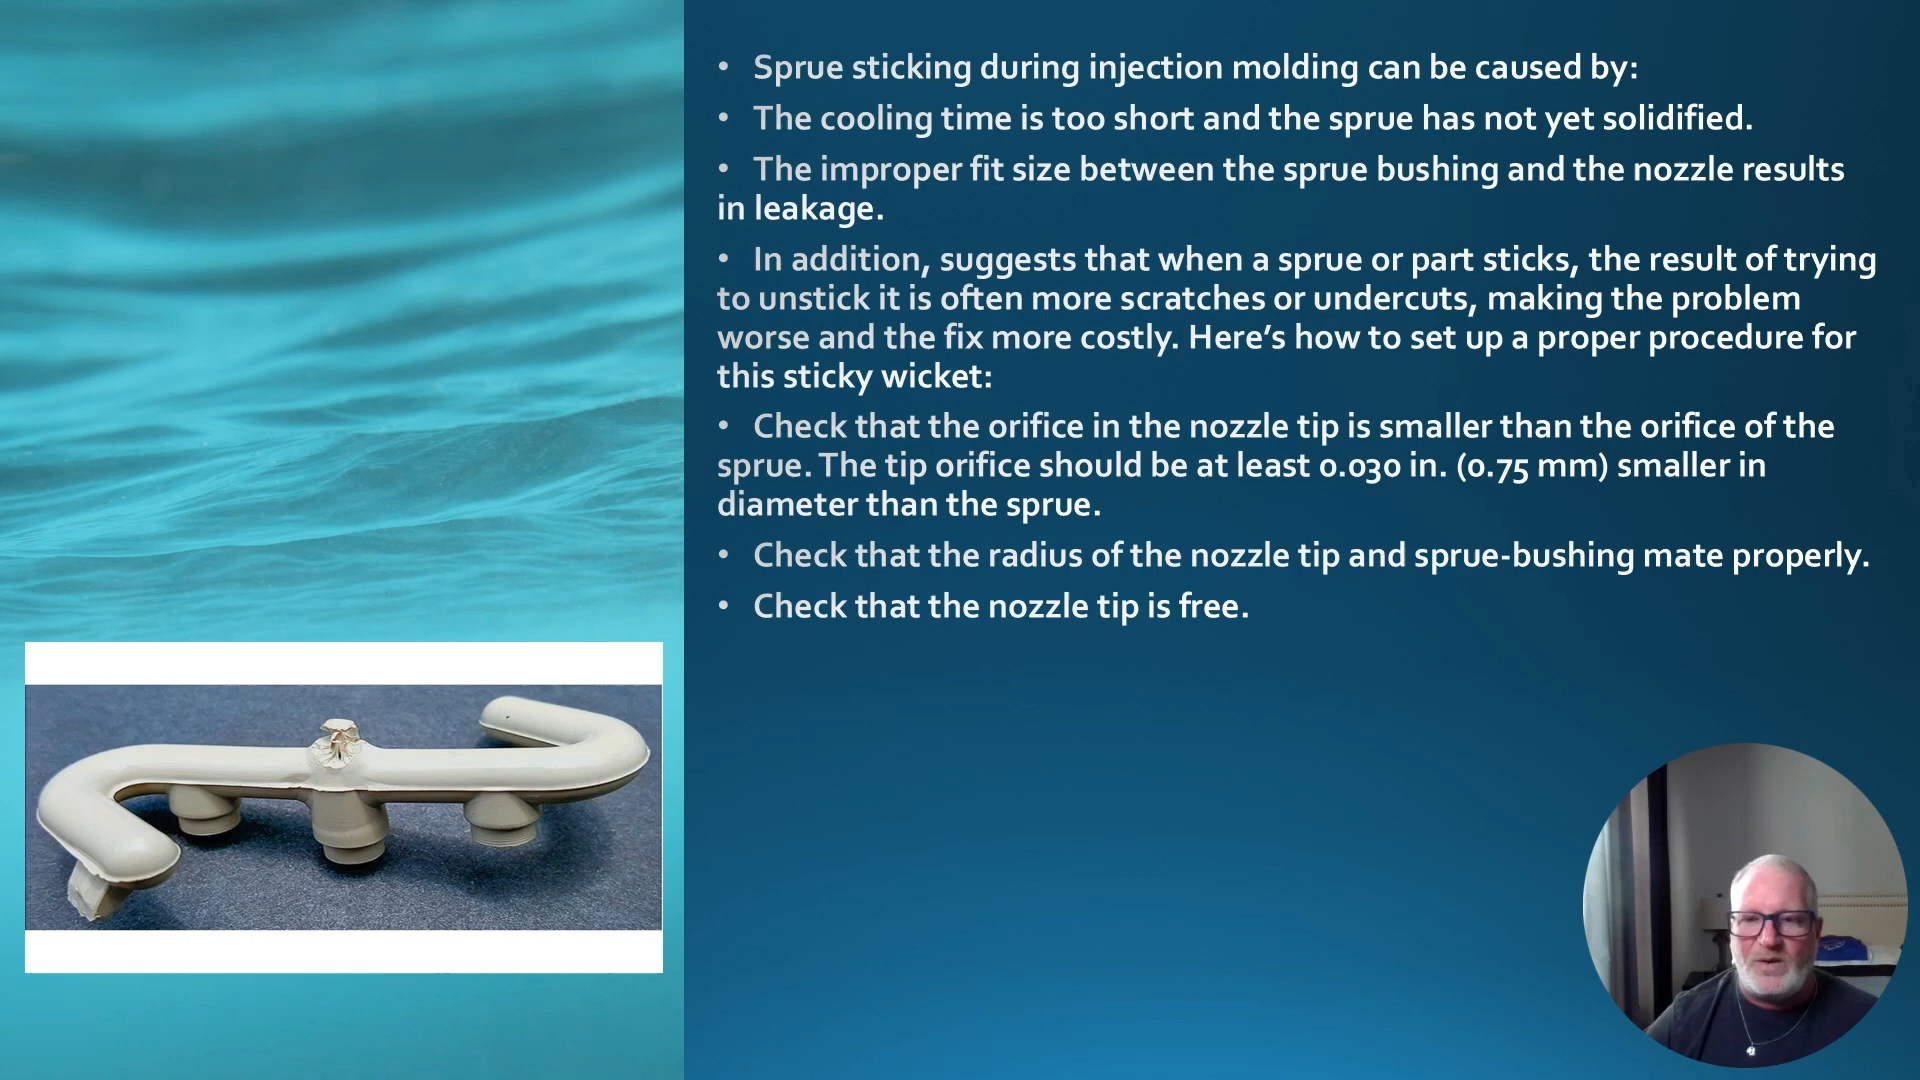 • Sprue sticking during injection molding can be caused by:
• The cooling time is too short and the sprue has not yet solidified.
• The improper fit size between the sprue bushing and the nozzle results
in leakage.
• In addition, suggests that when a sprue or part sticks, the result of trying
to unstick it is often more scratches or undercuts, making the problem
worse and the fix more costly. Here’s how to set up a proper procedure for
this sticky wicket:
• Check that the orifice in the nozzle tip is smaller than the orifice of the
sprue. The tip orifice should be at least 0.030 in. (0.75 mm) smaller in
diameter than the sprue.
• Check that the radius of the nozzle tip and sprue-bushing mate properly.
• Check that the nozzle tip is free.